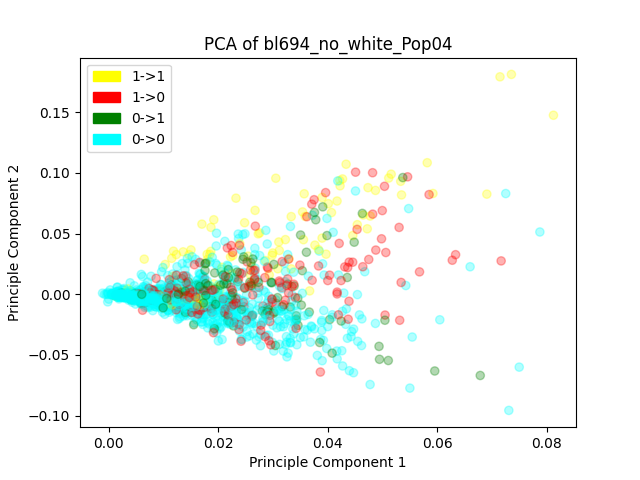 PCA of bl694_no_white_Pop04
1->1
1->0
0->1
0->0
0.15
0.10
0.05
0.00
−0.05
−0.10
Principle Component 2
0.00 0.02 0.04 0.06 0.08
Principle Component 1